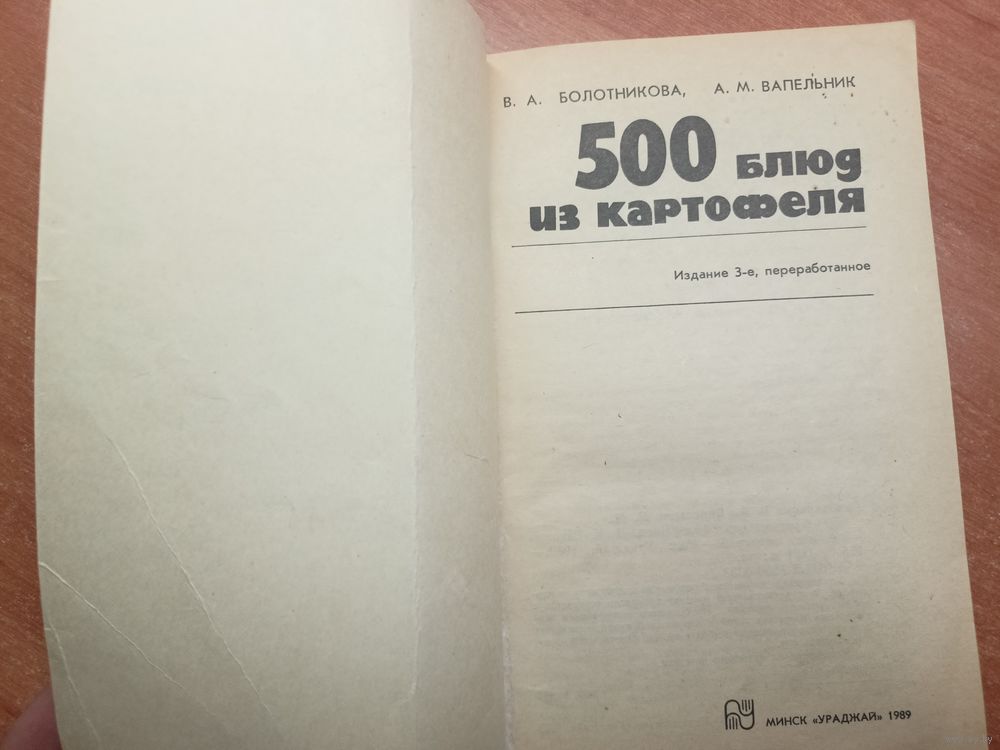 В. А. БОЛОТНИКОВА, А. М. ВАПЕЛЬНИК
500 БЛЮД
ИЗ КАРТОФЕЛЯ
Издание 3-е, переработанное
МИНСК «УРАДЖАЙ» 1989